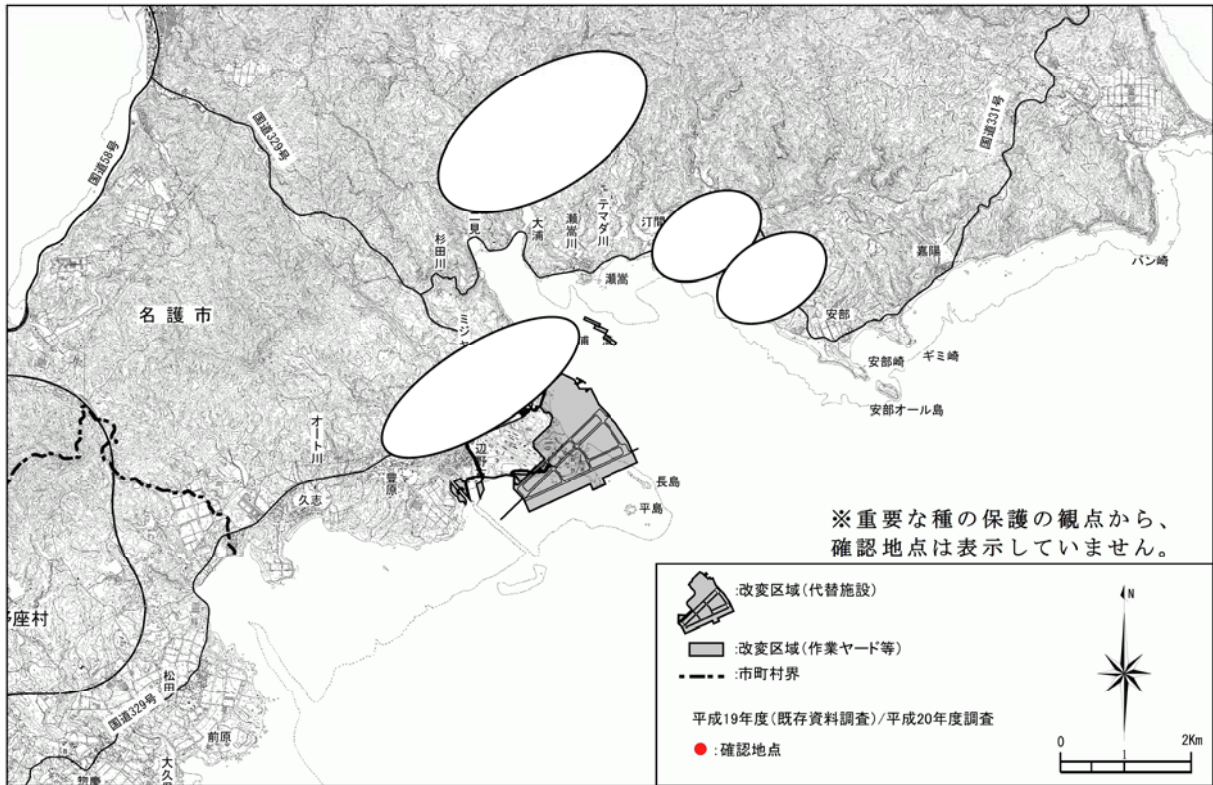 国道58号
国道329号
国道331号
二見
大浦
瀬嵩川
テマダ川
汀間
杉田川
瀬嵩
嘉陽
バン崎
名護市
安部
安部崎
ギミ崎
安部オール島
オート川
辺野
豊原
久志
長島
平島
※重要な種の保護の観点から、
確認地点は表示していません。
座村
松田
国道329号
前原
惣慶
:改変区域(代替施設)
:改変区域(作業ヤード等)
:市町村界
平成19年度(既存資料調査)/平成20年度調査
:確認地点
N
0 1 2Km